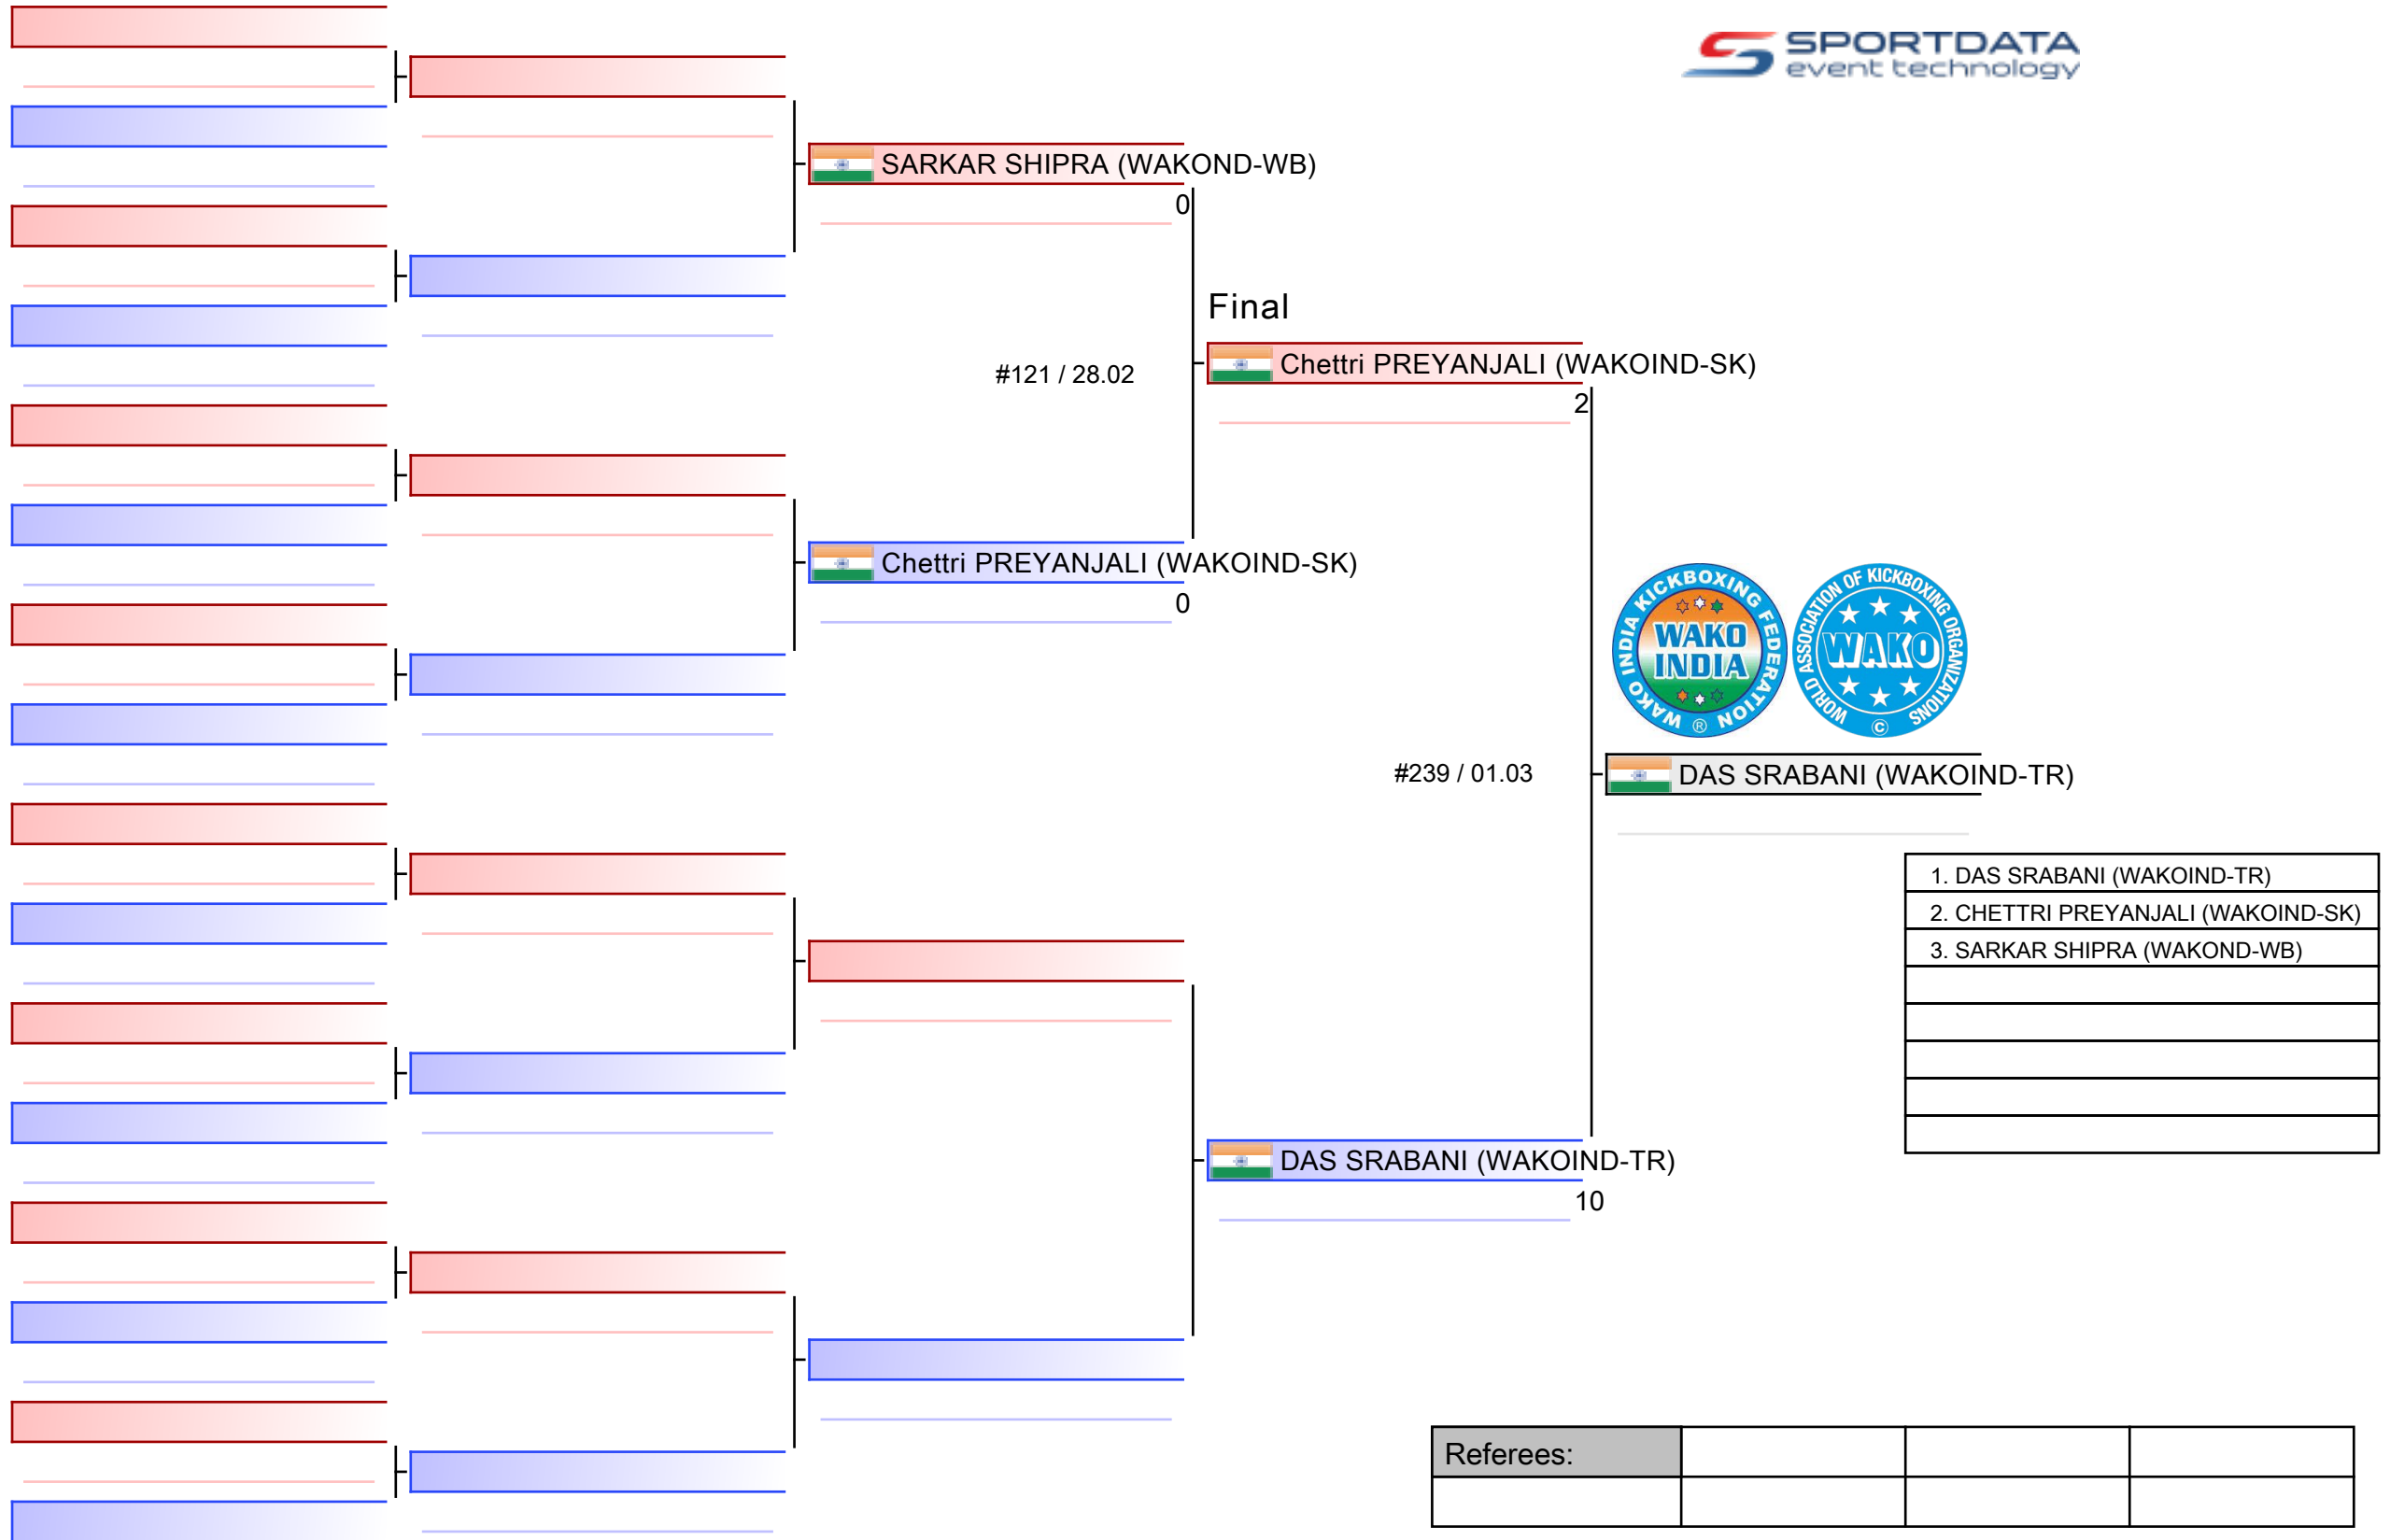 SPORTDATA
event technology
SARKAR SHIPRA (WAKOND-WB)
0
Final
Chettri PREYANJALI (WAKOIND-SK)
2
#121 / 28.02
Chettri PREYANJALI (WAKOIND-SK)
0
WAKO INDIA KICKBOXING FEDERATION
WAKO
INDIA
®
WORLD ASSOCIATION OF KICKBOXING ORGANIZATIONS
WAKO
©
#239 / 01.03
DAS SRABANI (WAKOIND-TR)
1. DAS SRABANI (WAKOIND-TR)
2. CHETTRI PREYANJALI (WAKOIND-SK)
3. SARKAR SHIPRA (WAKOND-WB)
DAS SRABANI (WAKOIND-TR)
10
Referees: